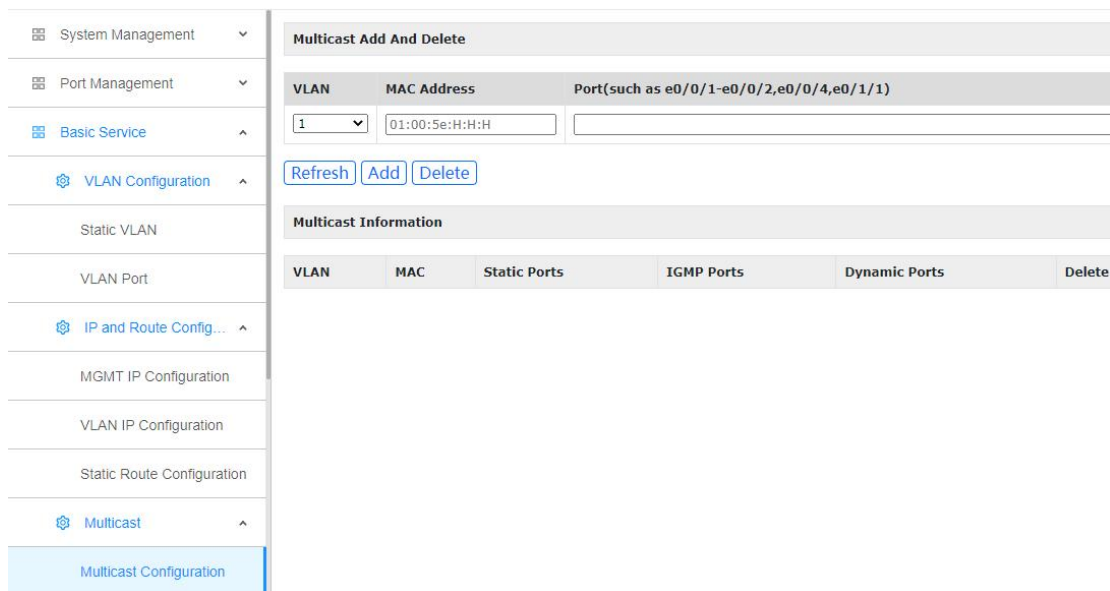 System Management
Port Management
Basic Service
VLAN Configuration
Static VLAN
VLAN Port
IP and Route Config...
MGMT IP Configuration
VLAN IP Configuration
Static Route Configuration
Multicast
Multicast Configuration
Multicast Add And Delete
VLAN MAC Address Port(such as e0/0/1-e0/0/2,e0/0/4,e0/1/1)
1 01:00:5e:H:H:H
Refresh Add Delete
Multicast Information
VLAN MAC Static Ports IGMP Ports Dynamic Ports Delete